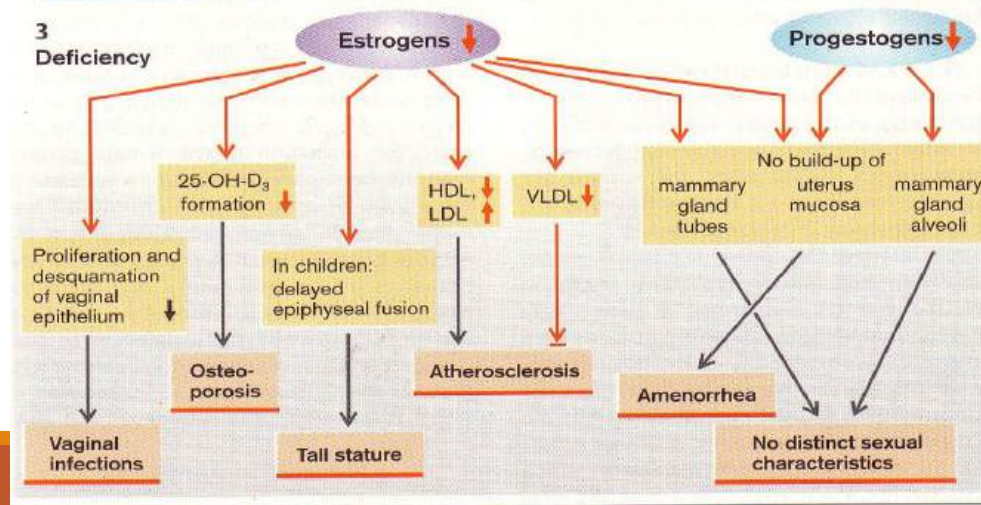 3
Deficiency
Estrogens
Progestogens
25-OH-D₃
formation
HDL,
LDL
VLDL
No build-up of
mammary
gland
tubes
uterus
mucosa
mammary
gland
alveoli
Proliferation and
desquamation
of vaginal
epithelium
In children:
delayed
epiphyseal fusion
Osteo-
porosis
Atherosclerosis
Amenorrhea
Vaginal
infections
Tall stature
No distinct sexual
characteristics